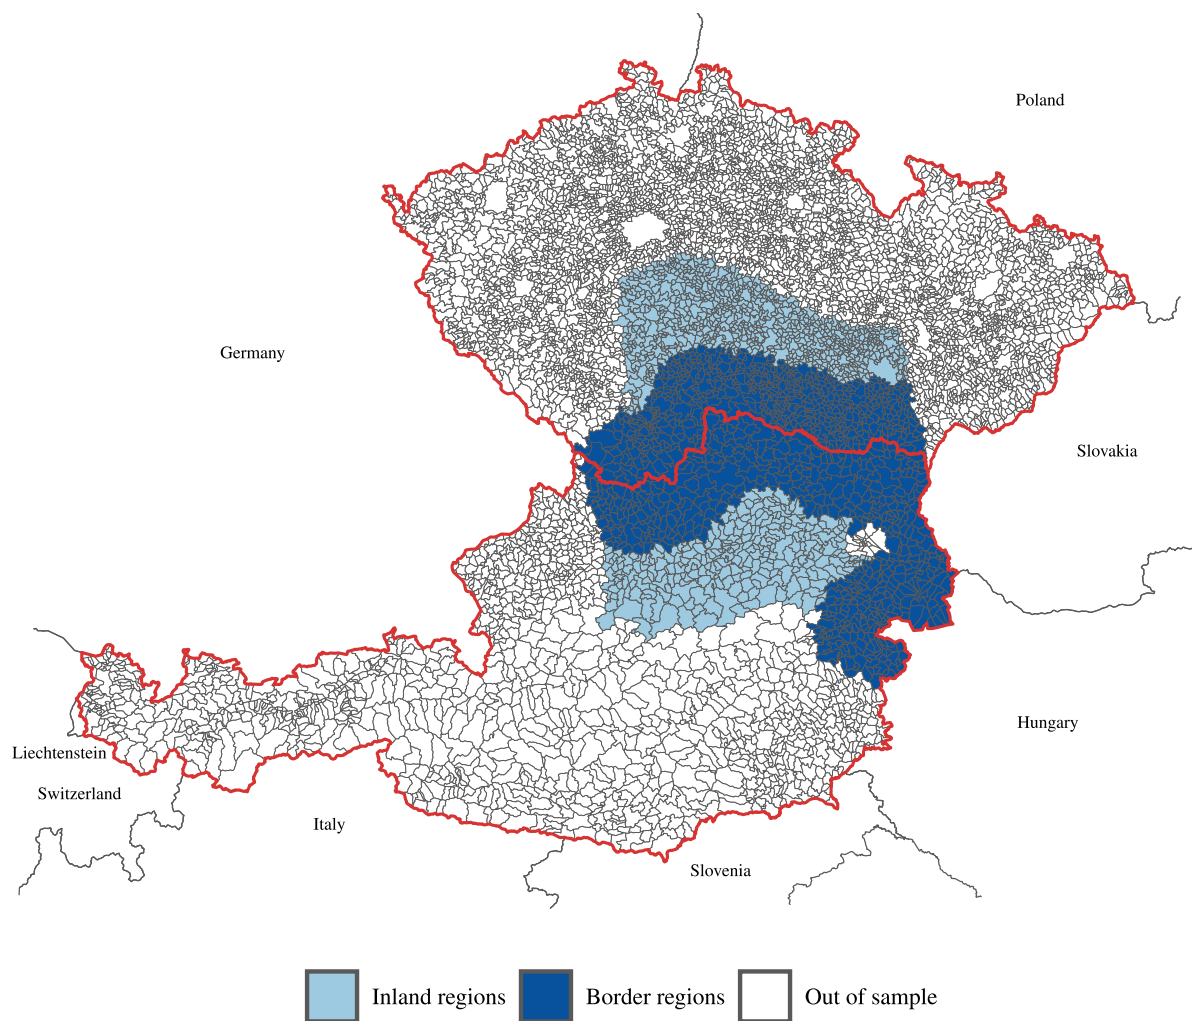 Poland
Germany
Slovakia
Hungary
Liechtenstein
Switzerland
Italy
Slovenia
Inland regions
Border regions
Out of sample